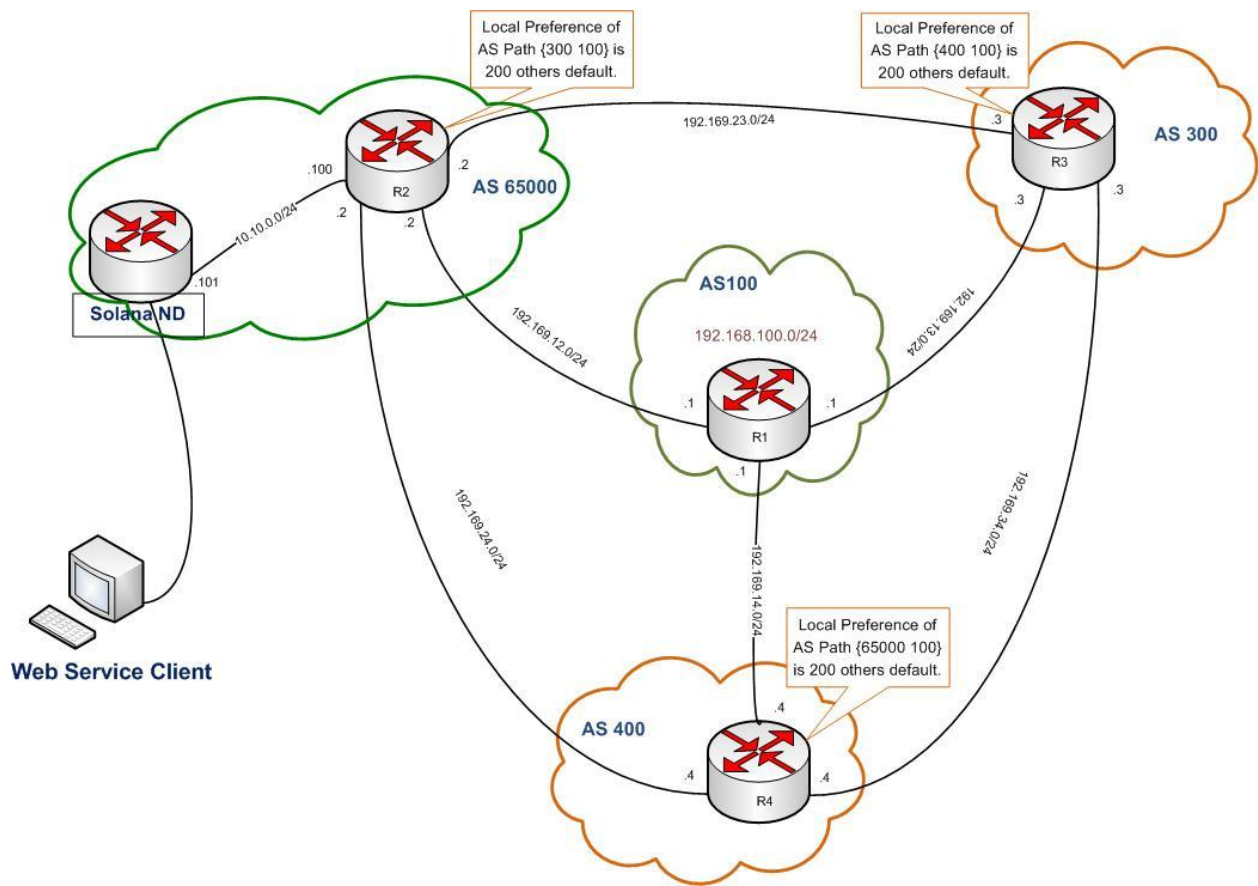 Local Preference of
AS Path {300 100} is
200 others default.
Local Preference of
AS Path {400 100} is
200 others default.
192.169.23.0/24
.3
AS 300
R3
.3
.3
.100
.2
R2
AS 65000
.2
.2
10.10.0.0/24
.101
Solana ND
AS100
192.168.100.0/24
192.169.12.0/24
192.169.13.0/24
.1
.1
R1
.1
192.169.24.0/24
192.169.14.0/24
192.169.34.0/24
Web Service Client
Local Preference of
AS Path {65000 100}
is 200 others default.
AS 400
.4
.4
.4
R4